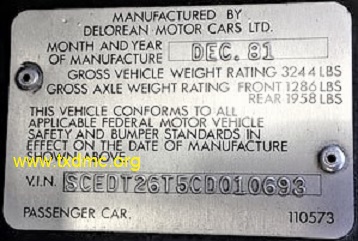 MANUFACTURED BY
DELOREAN MOTOR CARS LTD.
MONTH AND YEAR
OF MANUFACTURE DEC. 81
GROSS VEHICLE WEIGHT RATING 3244 LBS
GROSS AXLE WEIGHT RATING FRONT 1286 LBS
REAR 1958 LBS
THIS VEHICLE CONFORMS TO ALL
APPLICABLE FEDERAL MOTOR VEHICLE
SAFETY AND BUMPER STANDARDS IN
EFFECT ON THE DATE OF MANUFACTURE
SHOWN ABOVE
www.txdmc.org
V.I.N. SCEDT26T5CD010693
PASSENGER CAR. 110573